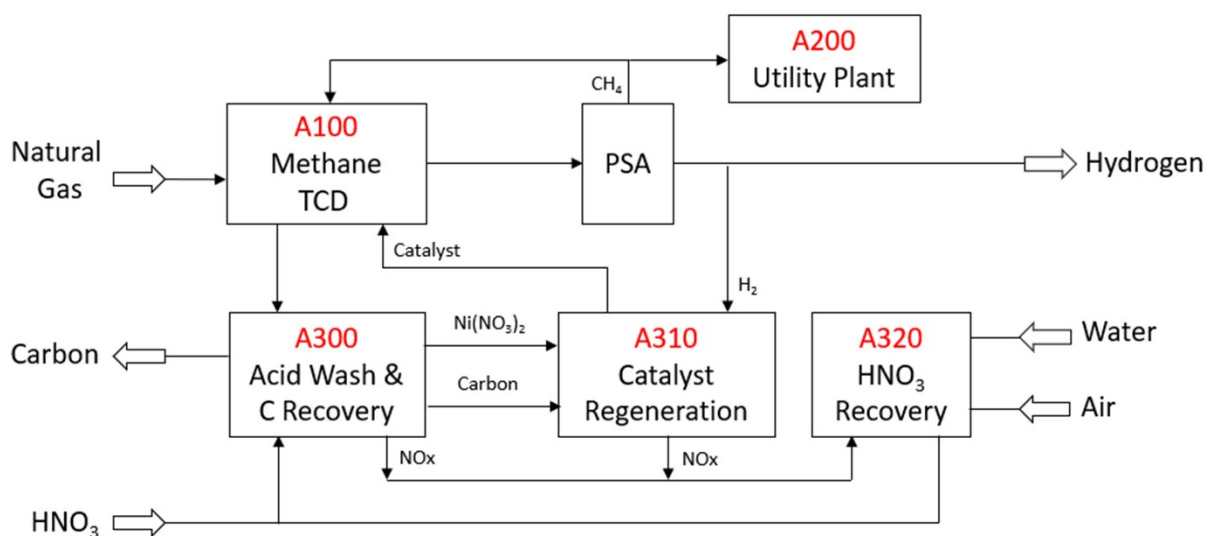 A200
Utility Plant
CH₄
A100
Methane
TCD
PSA
Natural
Gas
Hydrogen
Catalyst
H₂
A300
Acid Wash &
C Recovery
Carbon
Ni(NO₃)₂
Carbon
A310
Catalyst
Regeneration
A320
HNO₃
Recovery
Water
Air
NOx
NOx
HNO₃